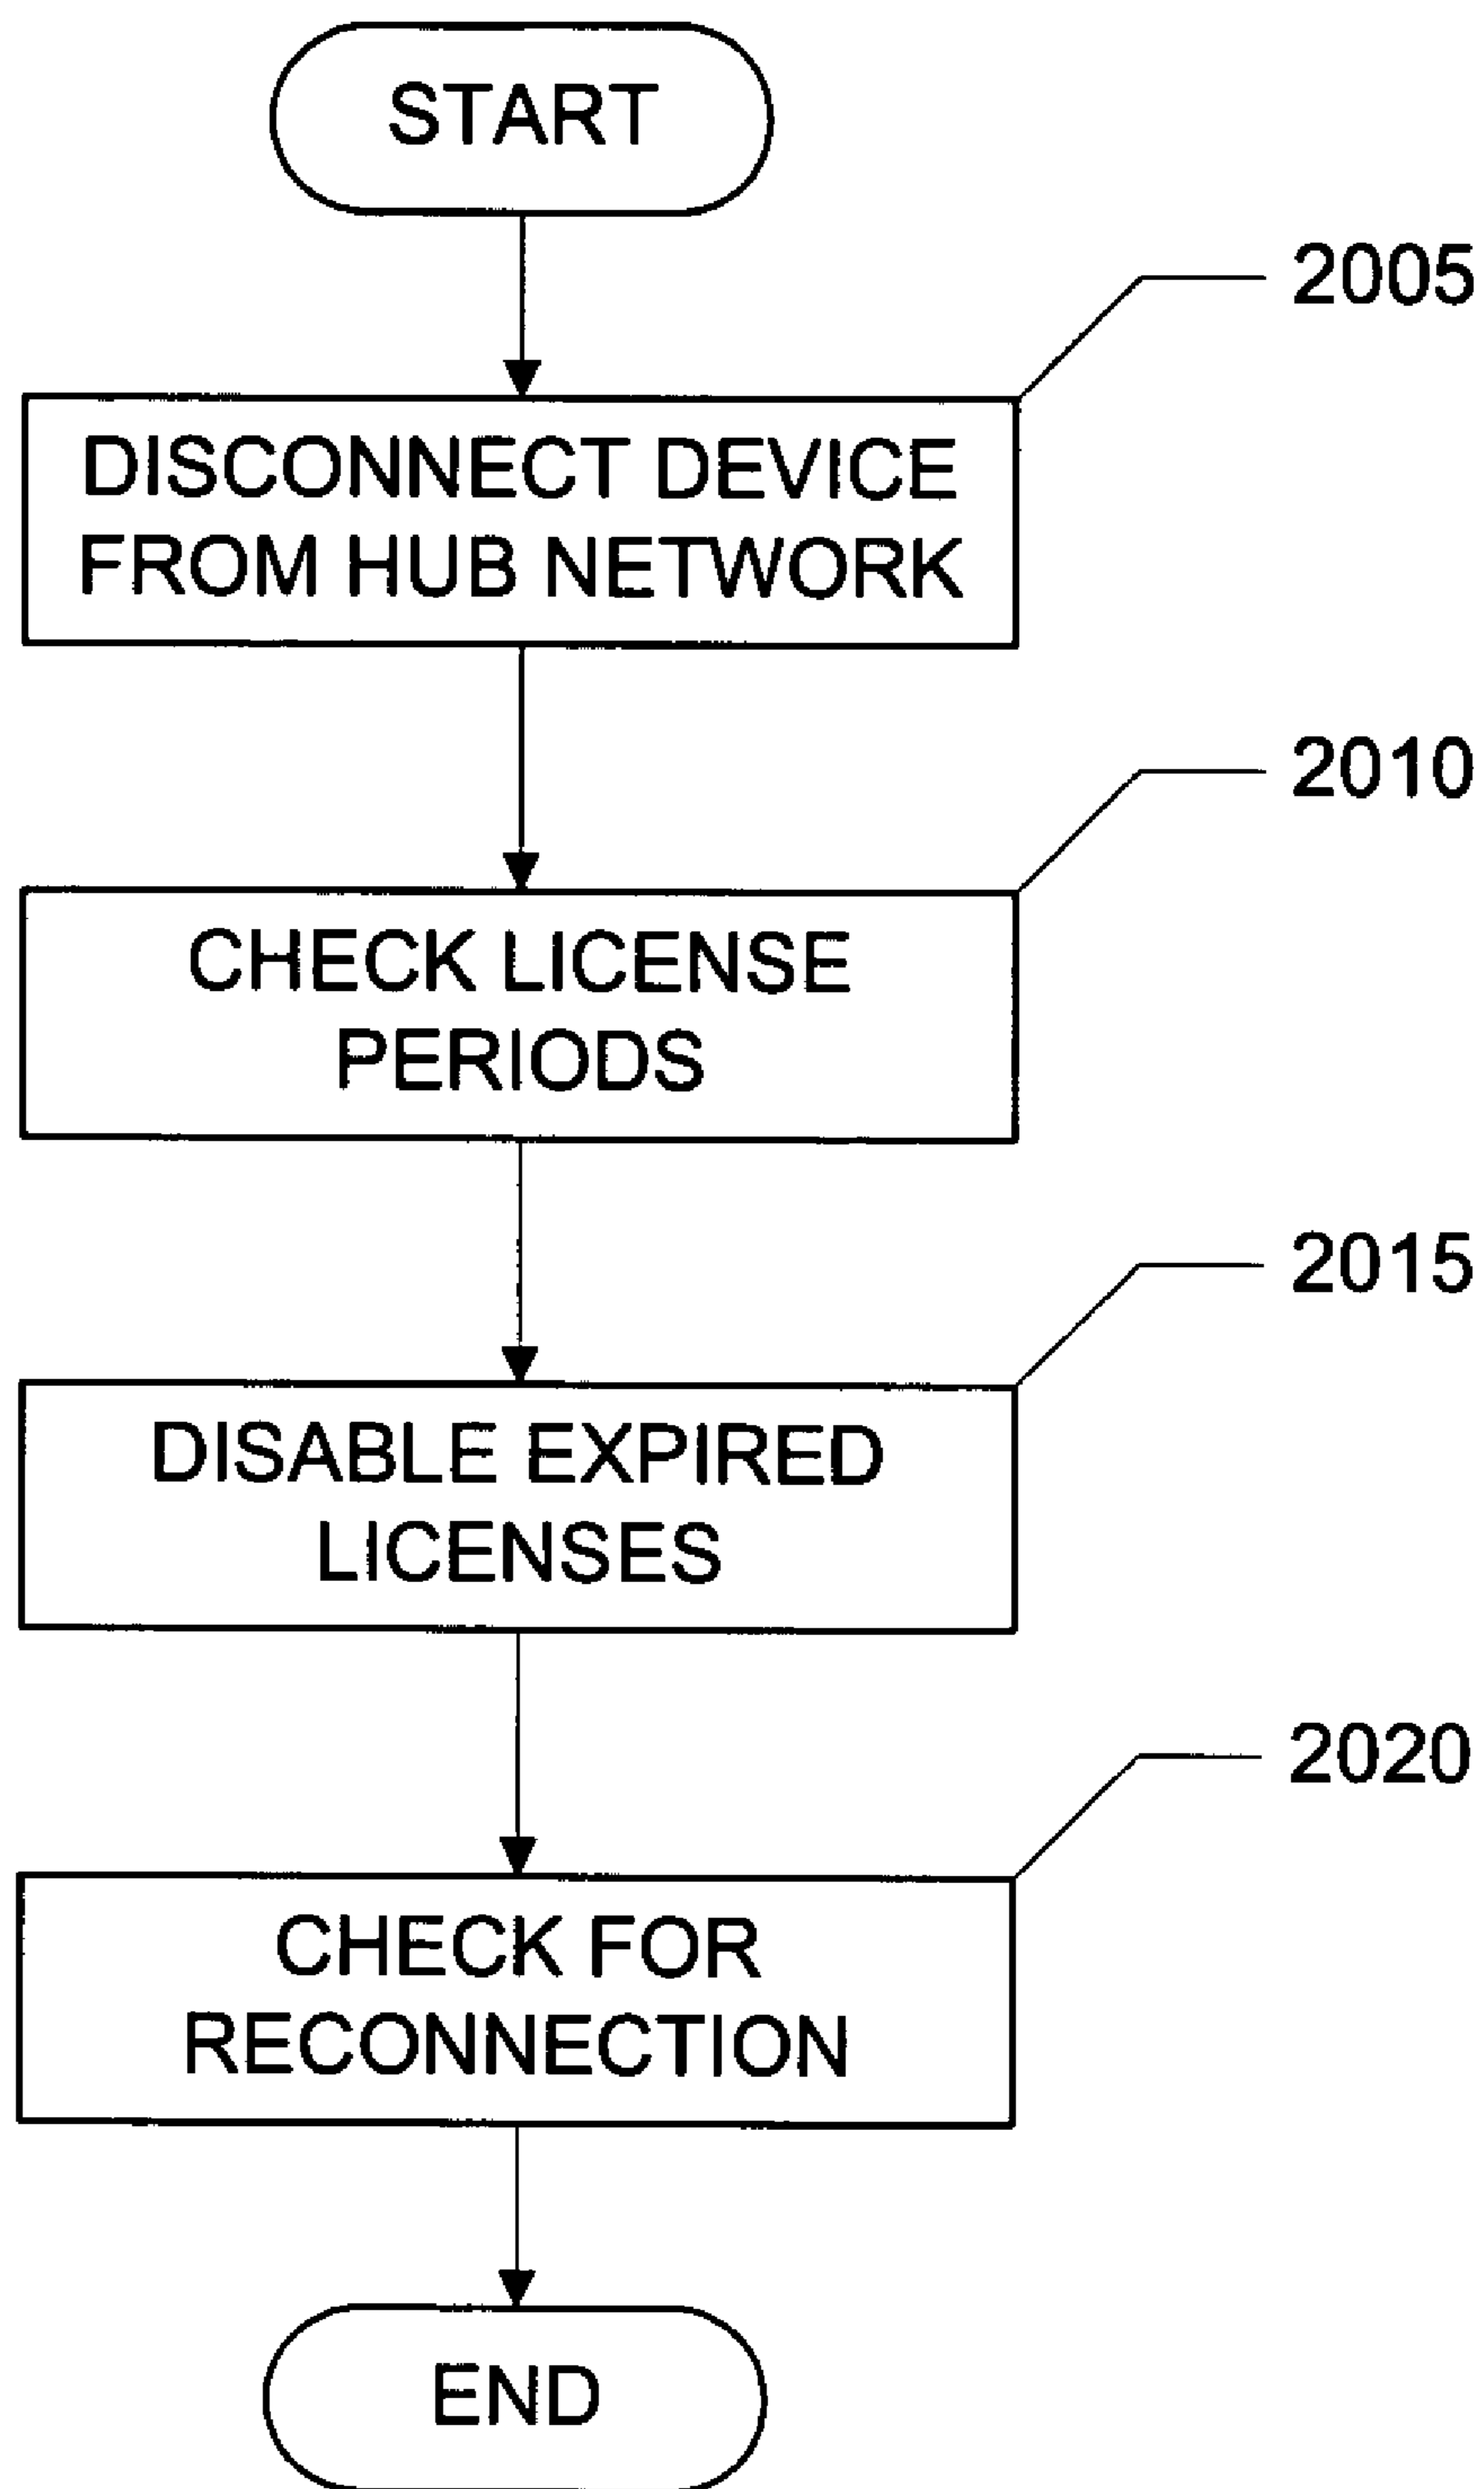 START
2005
DISCONNECT DEVICE
FROM HUB NETWORK
2010
CHECK LICENSE
PERIODS
2015
DISABLE EXPIRED
LICENSES
2020
CHECK FOR
RECONNECTION
END